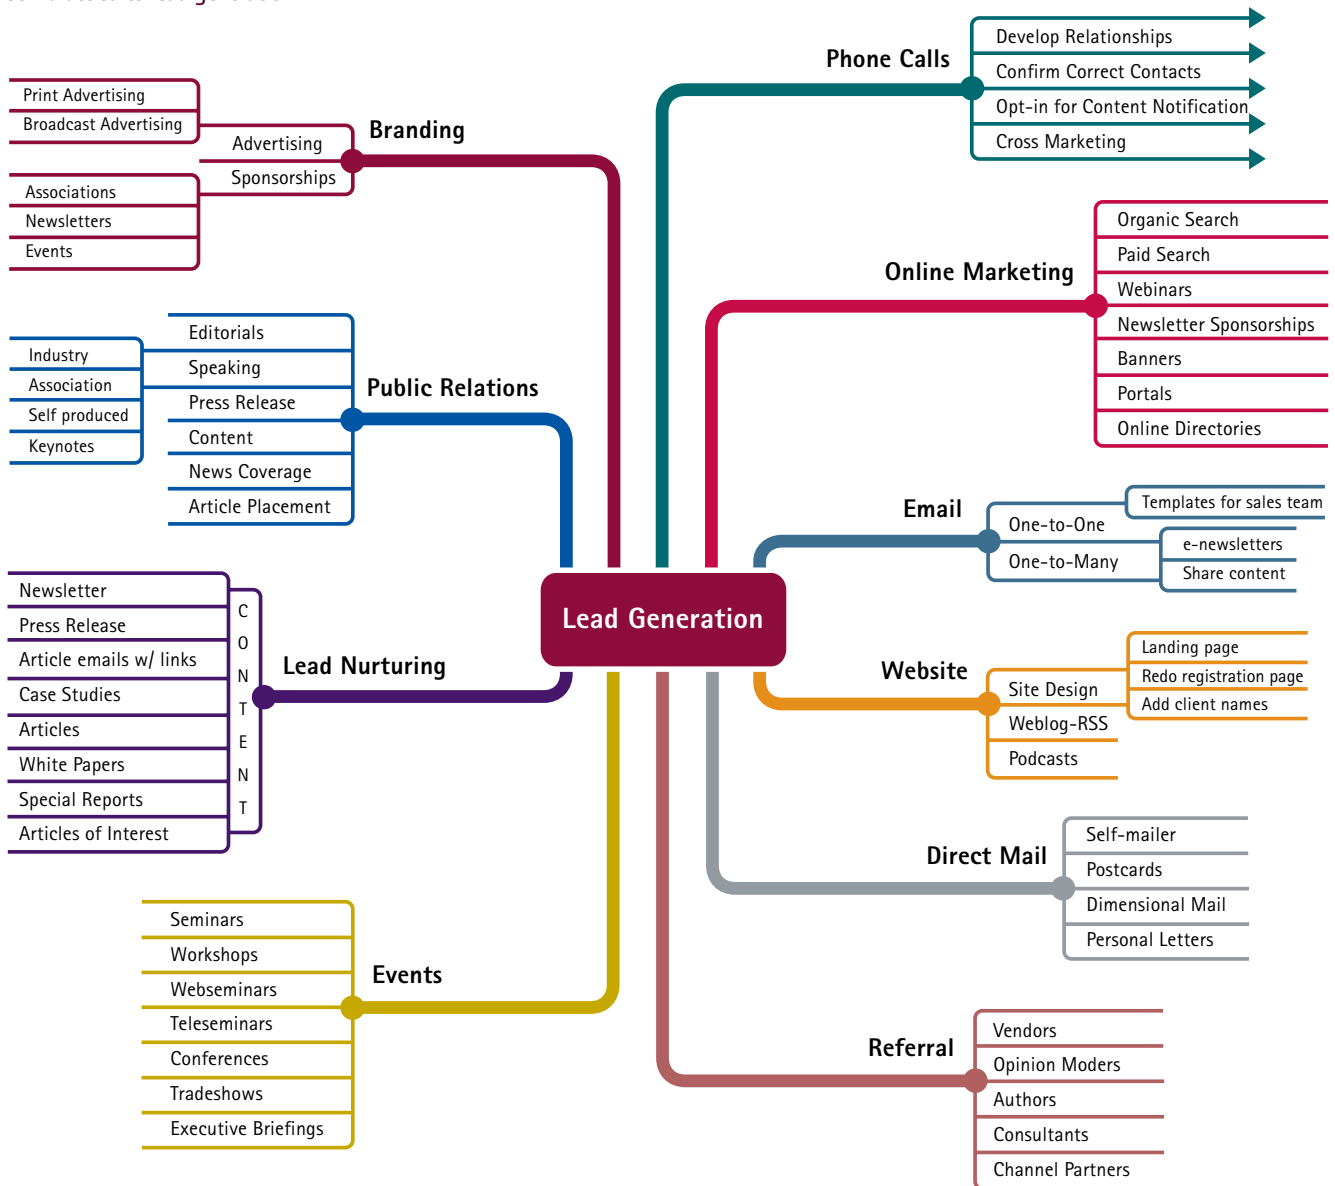 Phone Calls
Develop Relationships
Confirm Correct Contacts
Opt-in for Content Notification
Cross Marketing
Branding
Print Advertising
Broadcast Advertising
Advertising
Sponsorships
Associations
Newsletters
Events
Online Marketing
Organic Search
Paid Search
Webinars
Newsletter Sponsorships
Banners
Portals
Online Directories
Public Relations
Editorials
Speaking
Press Release
Content
News Coverage
Article Placement
Industry
Association
Self produced
Keynotes
Email
One-to-One
One-to-Many
Templates for sales team
e-newsletters
Share content
Lead Generation
Lead Nurturing
CONTENT
Newsletter
Press Release
Article emails w/ links
Case Studies
Articles
White Papers
Special Reports
Articles of Interest
Website
Site Design
Weblog-RSS
Podcasts
Landing page
Redo registration page
Add client names
Direct Mail
Self-mailer
Postcards
Dimensional Mail
Personal Letters
Events
Seminars
Workshops
Webseminars
Teleseminars
Conferences
Tradeshows
Executive Briefings
Referral
Vendors
Opinion Moders
Authors
Consultants
Channel Partners